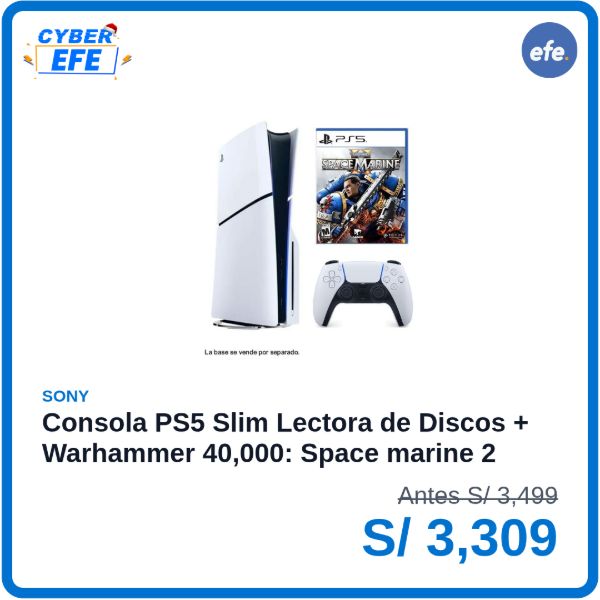 CYBER
EFE
efe.
PS5
SPACE MARINE
M
La base se vende por separado.
SONY
Consola PS5 Slim Lectora de Discos +
Warhammer 40,000: Space marine 2
Antes S/ 3,499
S/ 3,309